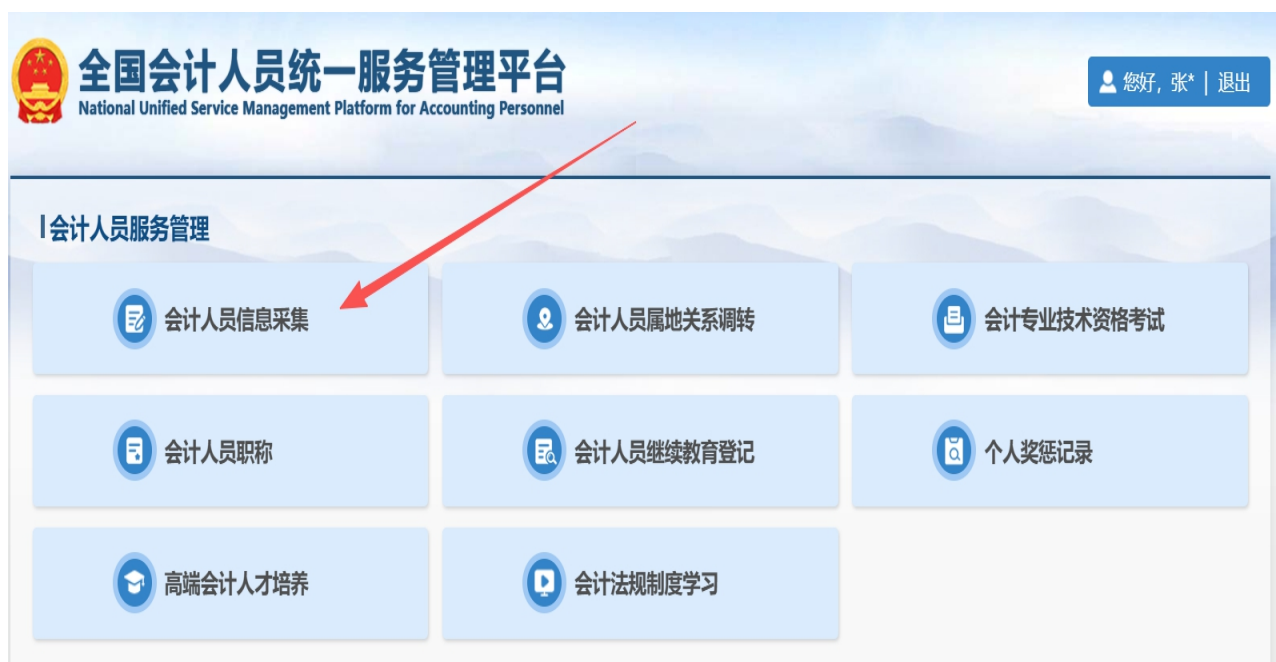 全国会计人员统一服务管理平台
National Unified Service Management Platform for Accounting Personnel
您好, 张* | 退出
会计人员服务管理
会计人员信息采集
会计人员属地关系调转
会计专业技术资格考试
会计人员职称
会计人员继续教育登记
个人奖惩记录
高端会计人才培养
会计法规制度学习